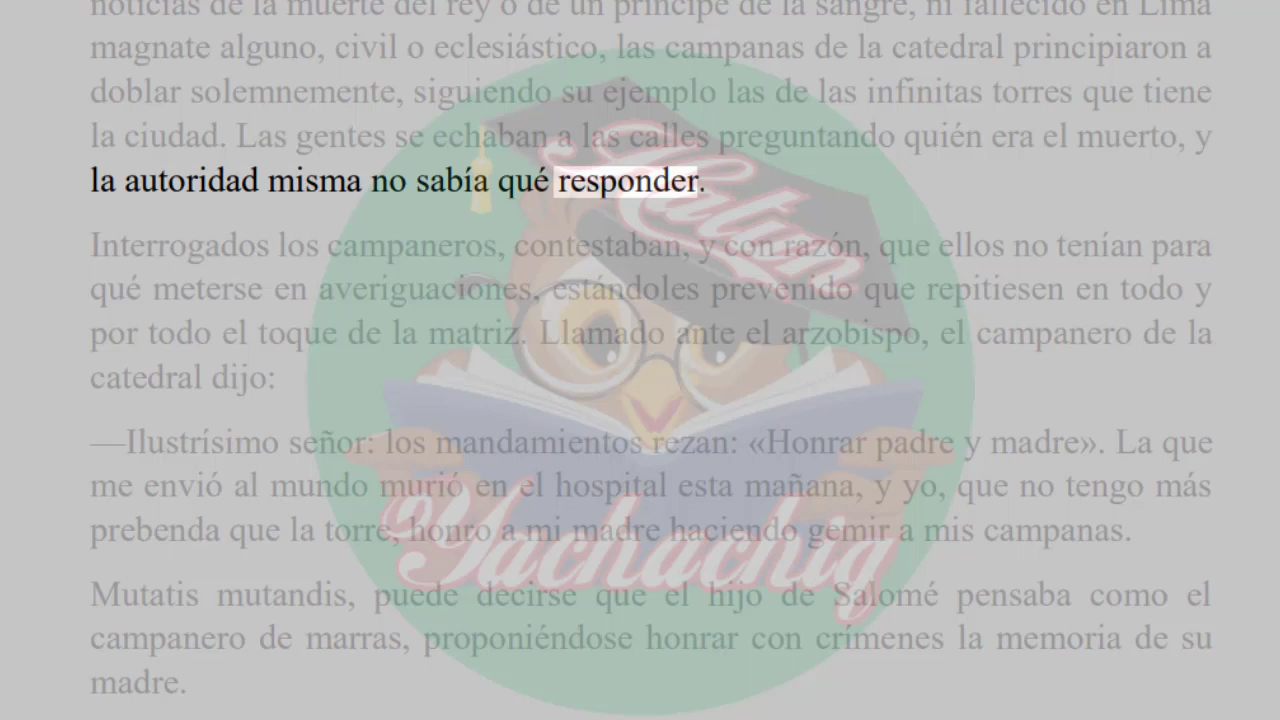 noticias de la muerte del rey o de un príncipe de la sangre, ni fallecido en Lima
magnate alguno, civil o eclesiástico, las campanas de la catedral principiaron a
doblar solemnemente, siguiendo su ejemplo las de las infinitas torres que tiene
la ciudad. Las gentes se echaban a las calles preguntando quién era el muerto, y
la autoridad misma no sabía qué responder.
Interrogados los campaneros, contestaban, y con razón, que ellos no tenían para
qué meterse en averiguaciones, estándoles prevenido que repitiesen en todo y
por todo el toque de la matriz. Llamado ante el arzobispo, el campanero de la
catedral dijo:
—Ilustrísimo señor: los mandamientos rezan: «Honrar padre y madre». La que
me envió al mundo murió en el hospital esta mañana, y yo, que no tengo más
prebenda que la torre, honro a mi madre haciendo gemir a mis campanas.
Mutatis mutandis, puede decirse que el hijo de Salomé pensaba como el
campanero de marras, proponiéndose honrar con crímenes la memoria de su
madre.
Hatun
Yachachiq